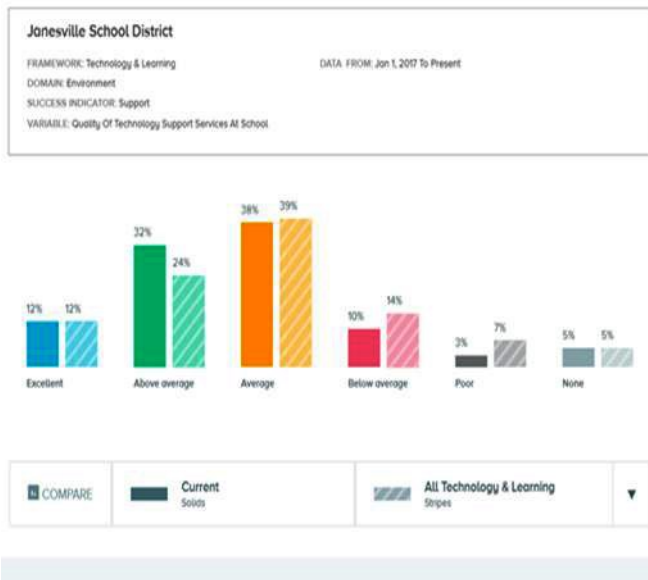 Janesville School District
FRAMEWORK: Technology & Learning DATA FROM: Jan 1, 2017 To Present
DOMAIN: Environment
SUCCESS INDICATOR: Support
VARIABLE: Quality Of Technology Support Services At School
38% 39%
32%
24%
12% 12% 10% 14%
3% 7% 5% 5%
Excellent Above average Average Below average Poor None
COMPARE Current All Technology & Learning
Solids Stripes